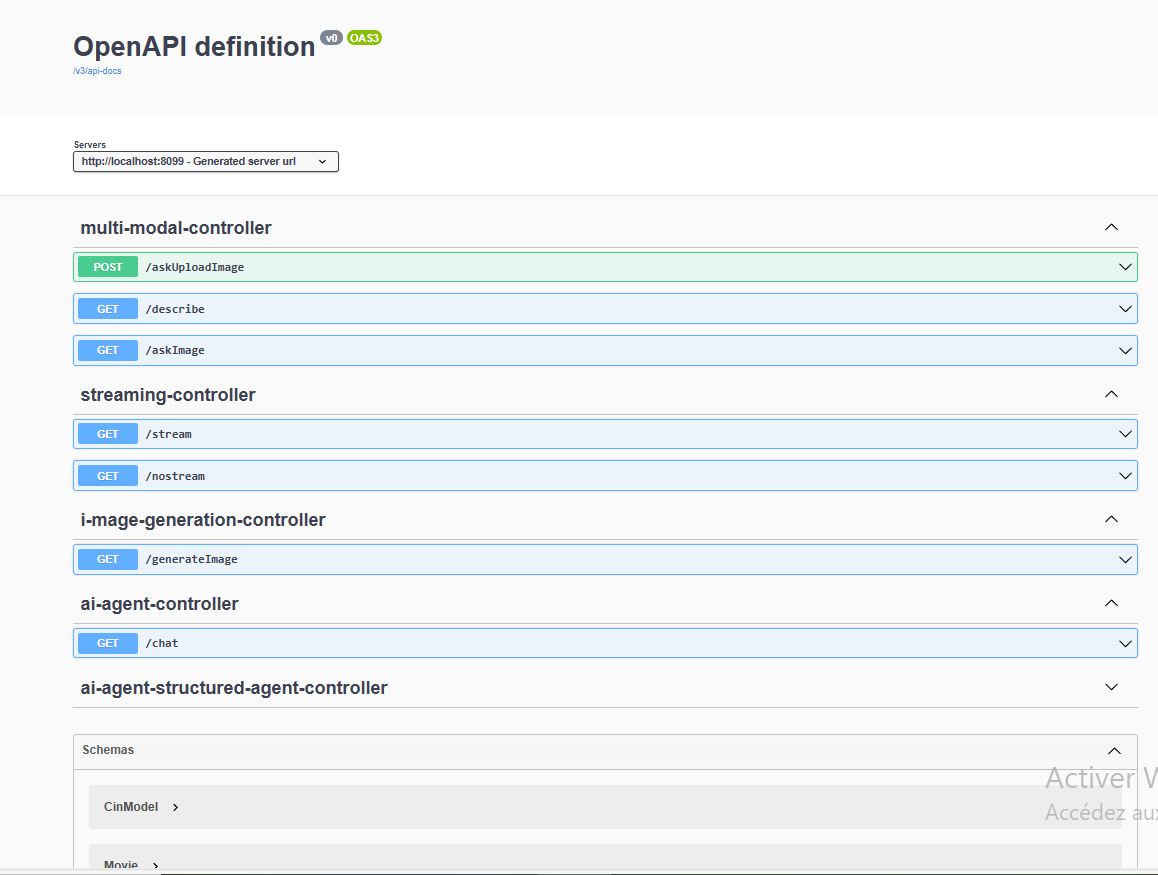 OpenAPI definition v0 OAS3
/v3/api-docs
Servers
http://localhost:8099 - Generated server url
multi-modal-controller
POST /askUploadImage
GET /describe
GET /askImage
streaming-controller
GET /stream
GET /nostream
i-mage-generation-controller
GET /generateImage
ai-agent-controller
GET /chat
ai-agent-structured-agent-controller
Schemas
CinModel
Movie
Activer W
Accédez aux